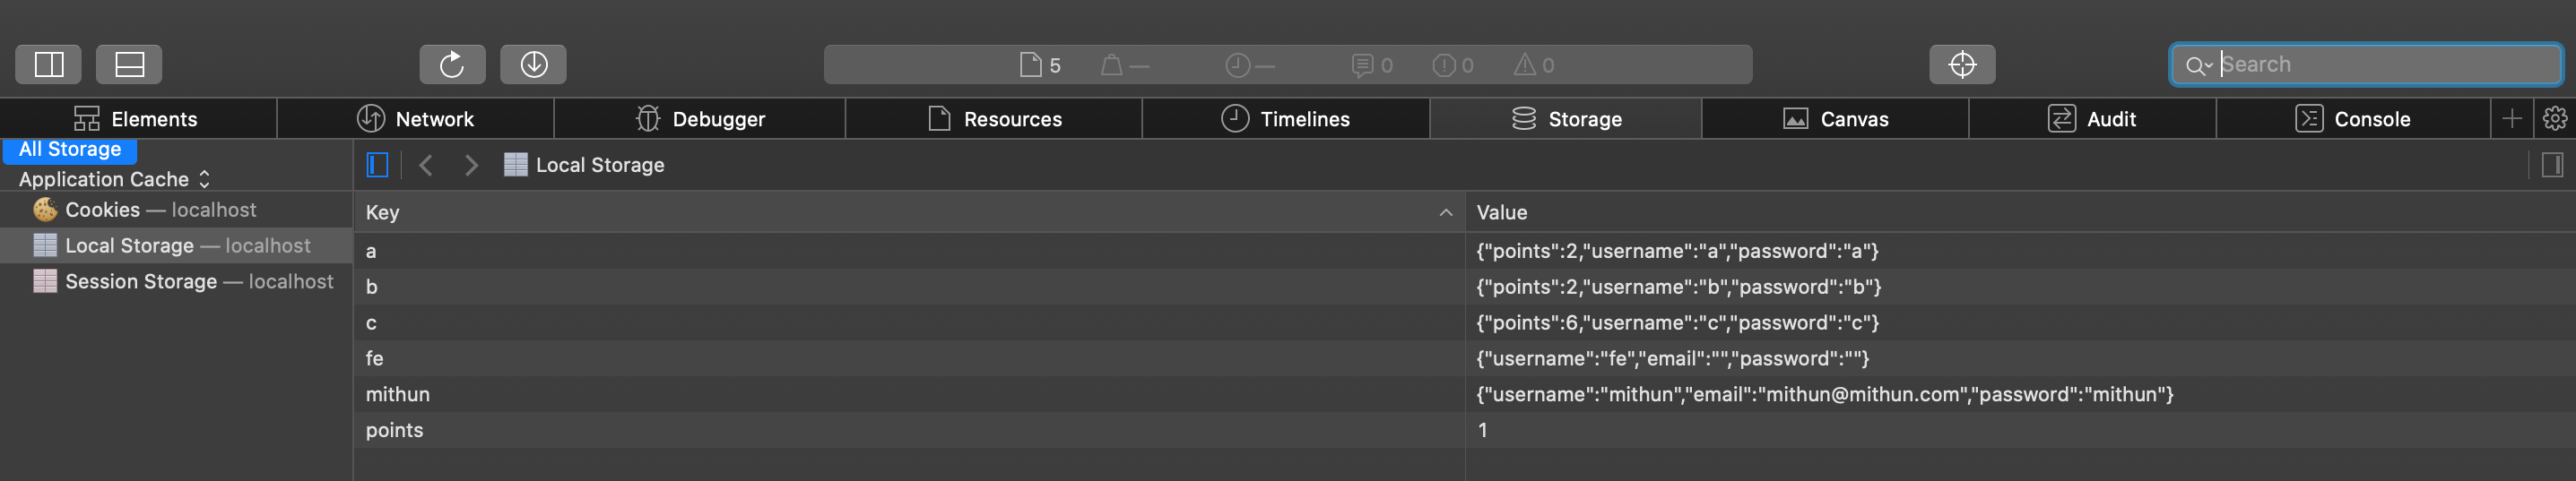 5 — — 0 0 0 Search
Elements Network Debugger Resources Timelines Storage Canvas Audit Console
All Storage
Application Cache
Local Storage
Cookies — localhost
Local Storage — localhost
Session Storage — localhost
Key Value
a {"points":2,"username":"a","password":"a"}
b {"points":2,"username":"b","password":"b"}
c {"points":6,"username":"c","password":"c"}
fe {"username":"fe","email":"","password":""}
mithun {"username":"mithun","email":"mithun@mithun.com","password":"mithun"}
points 1